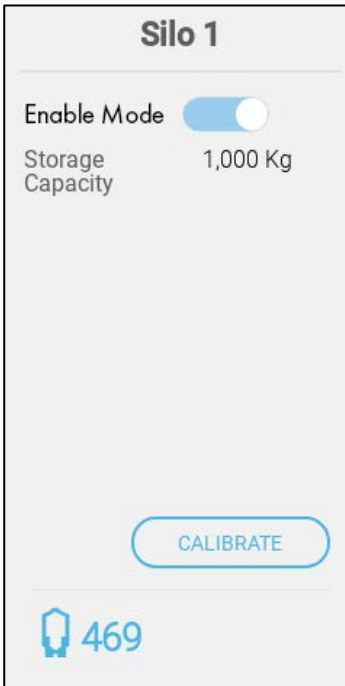 Silo 1
Enable Mode
Storage 1,000 Kg
Capacity
CALIBRATE
469